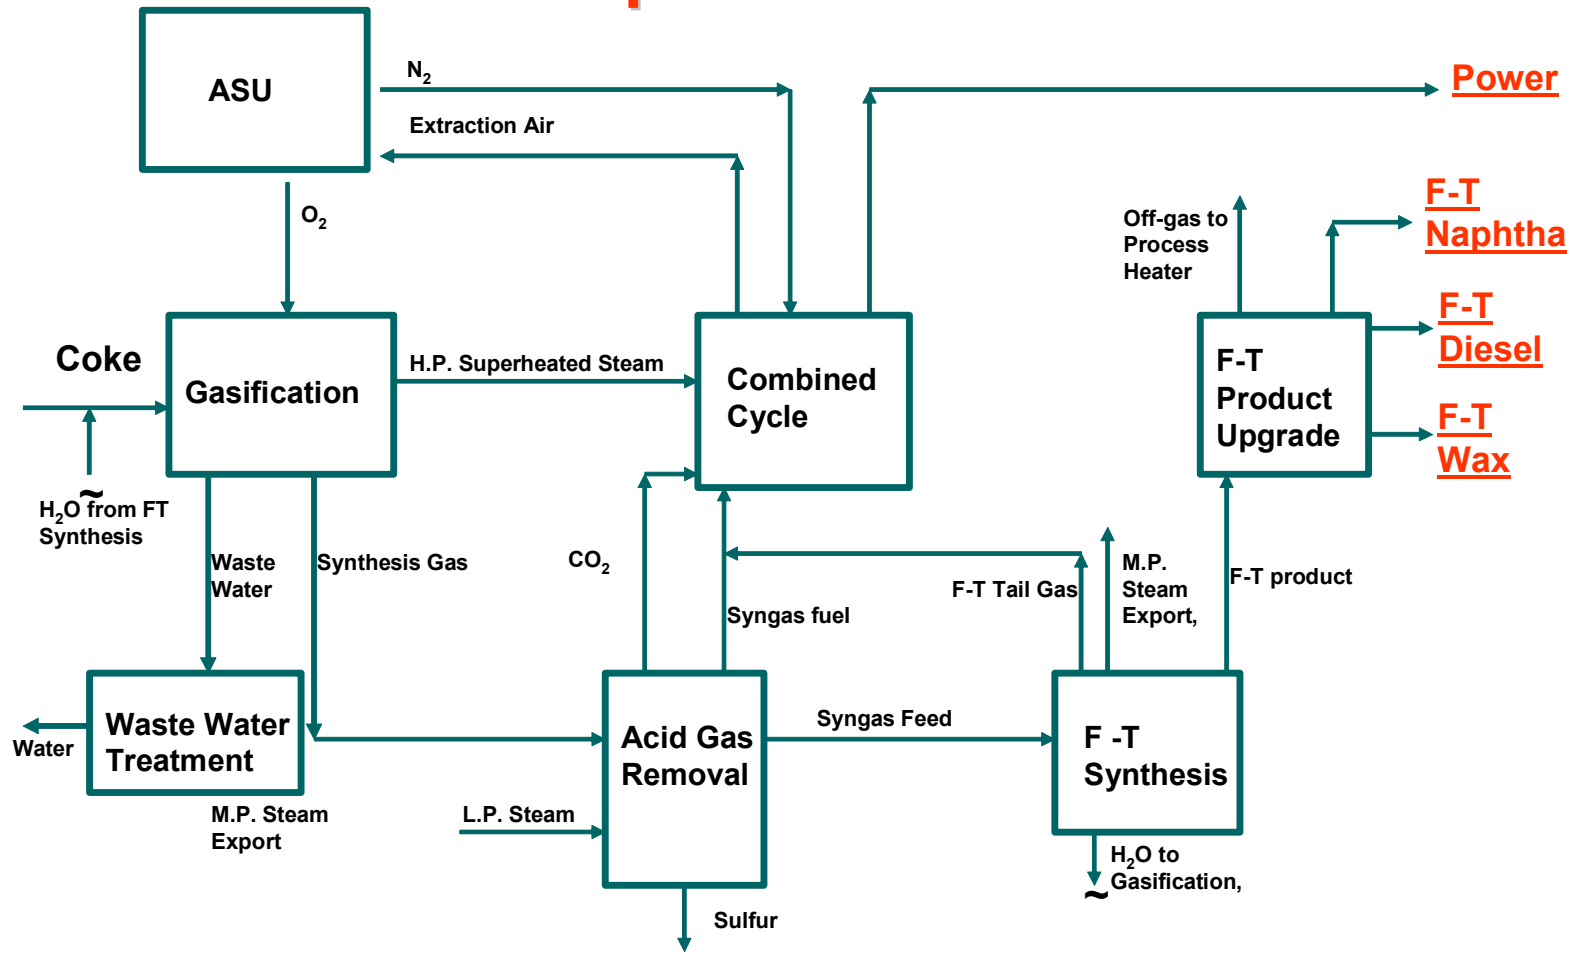 ASU
N2
Extraction Air
O2
Power
F-T
Naphtha
Off-gas to
Process
Heater
F-T
Diesel
F-T
Wax
F-T
Product
Upgrade
Coke
Gasification
H.P. Superheated Steam
Combined
Cycle
H2O from FT
Synthesis
~
Waste
Water
Synthesis Gas
CO2
Syngas fuel
F-T Tail Gas
M.P.
Steam
Export,
F-T product
Waste Water
Treatment
Water
M.P. Steam
Export
L.P. Steam
Acid Gas
Removal
Syngas Feed
F -T
Synthesis
H2O to
Gasification,
~
Sulfur